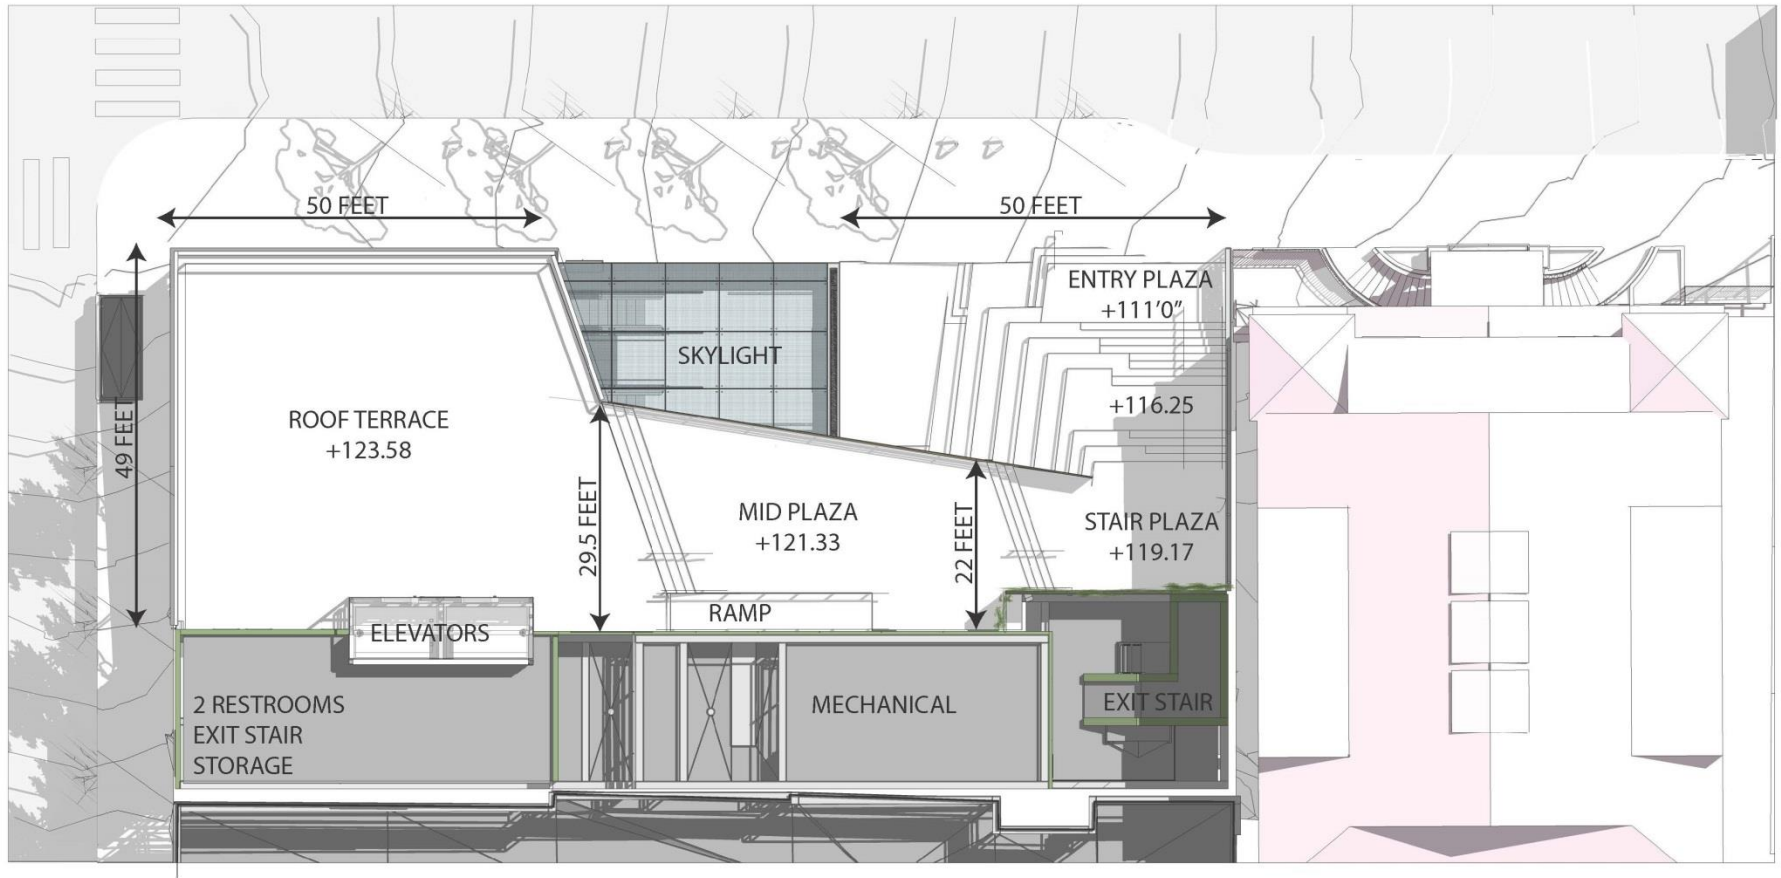 50 FEET
50 FEET
ENTRY PLAZA
+111'0"
SKYLIGHT
+116.25
ROOF TERRACE
+123.58
49 FEET
29.5 FEET
MID PLAZA
+121.33
22 FEET
STAIR PLAZA
+119.17
RAMP
ELEVATORS
2 RESTROOMS
EXIT STAIR
STORAGE
MECHANICAL
EXIT STAIR